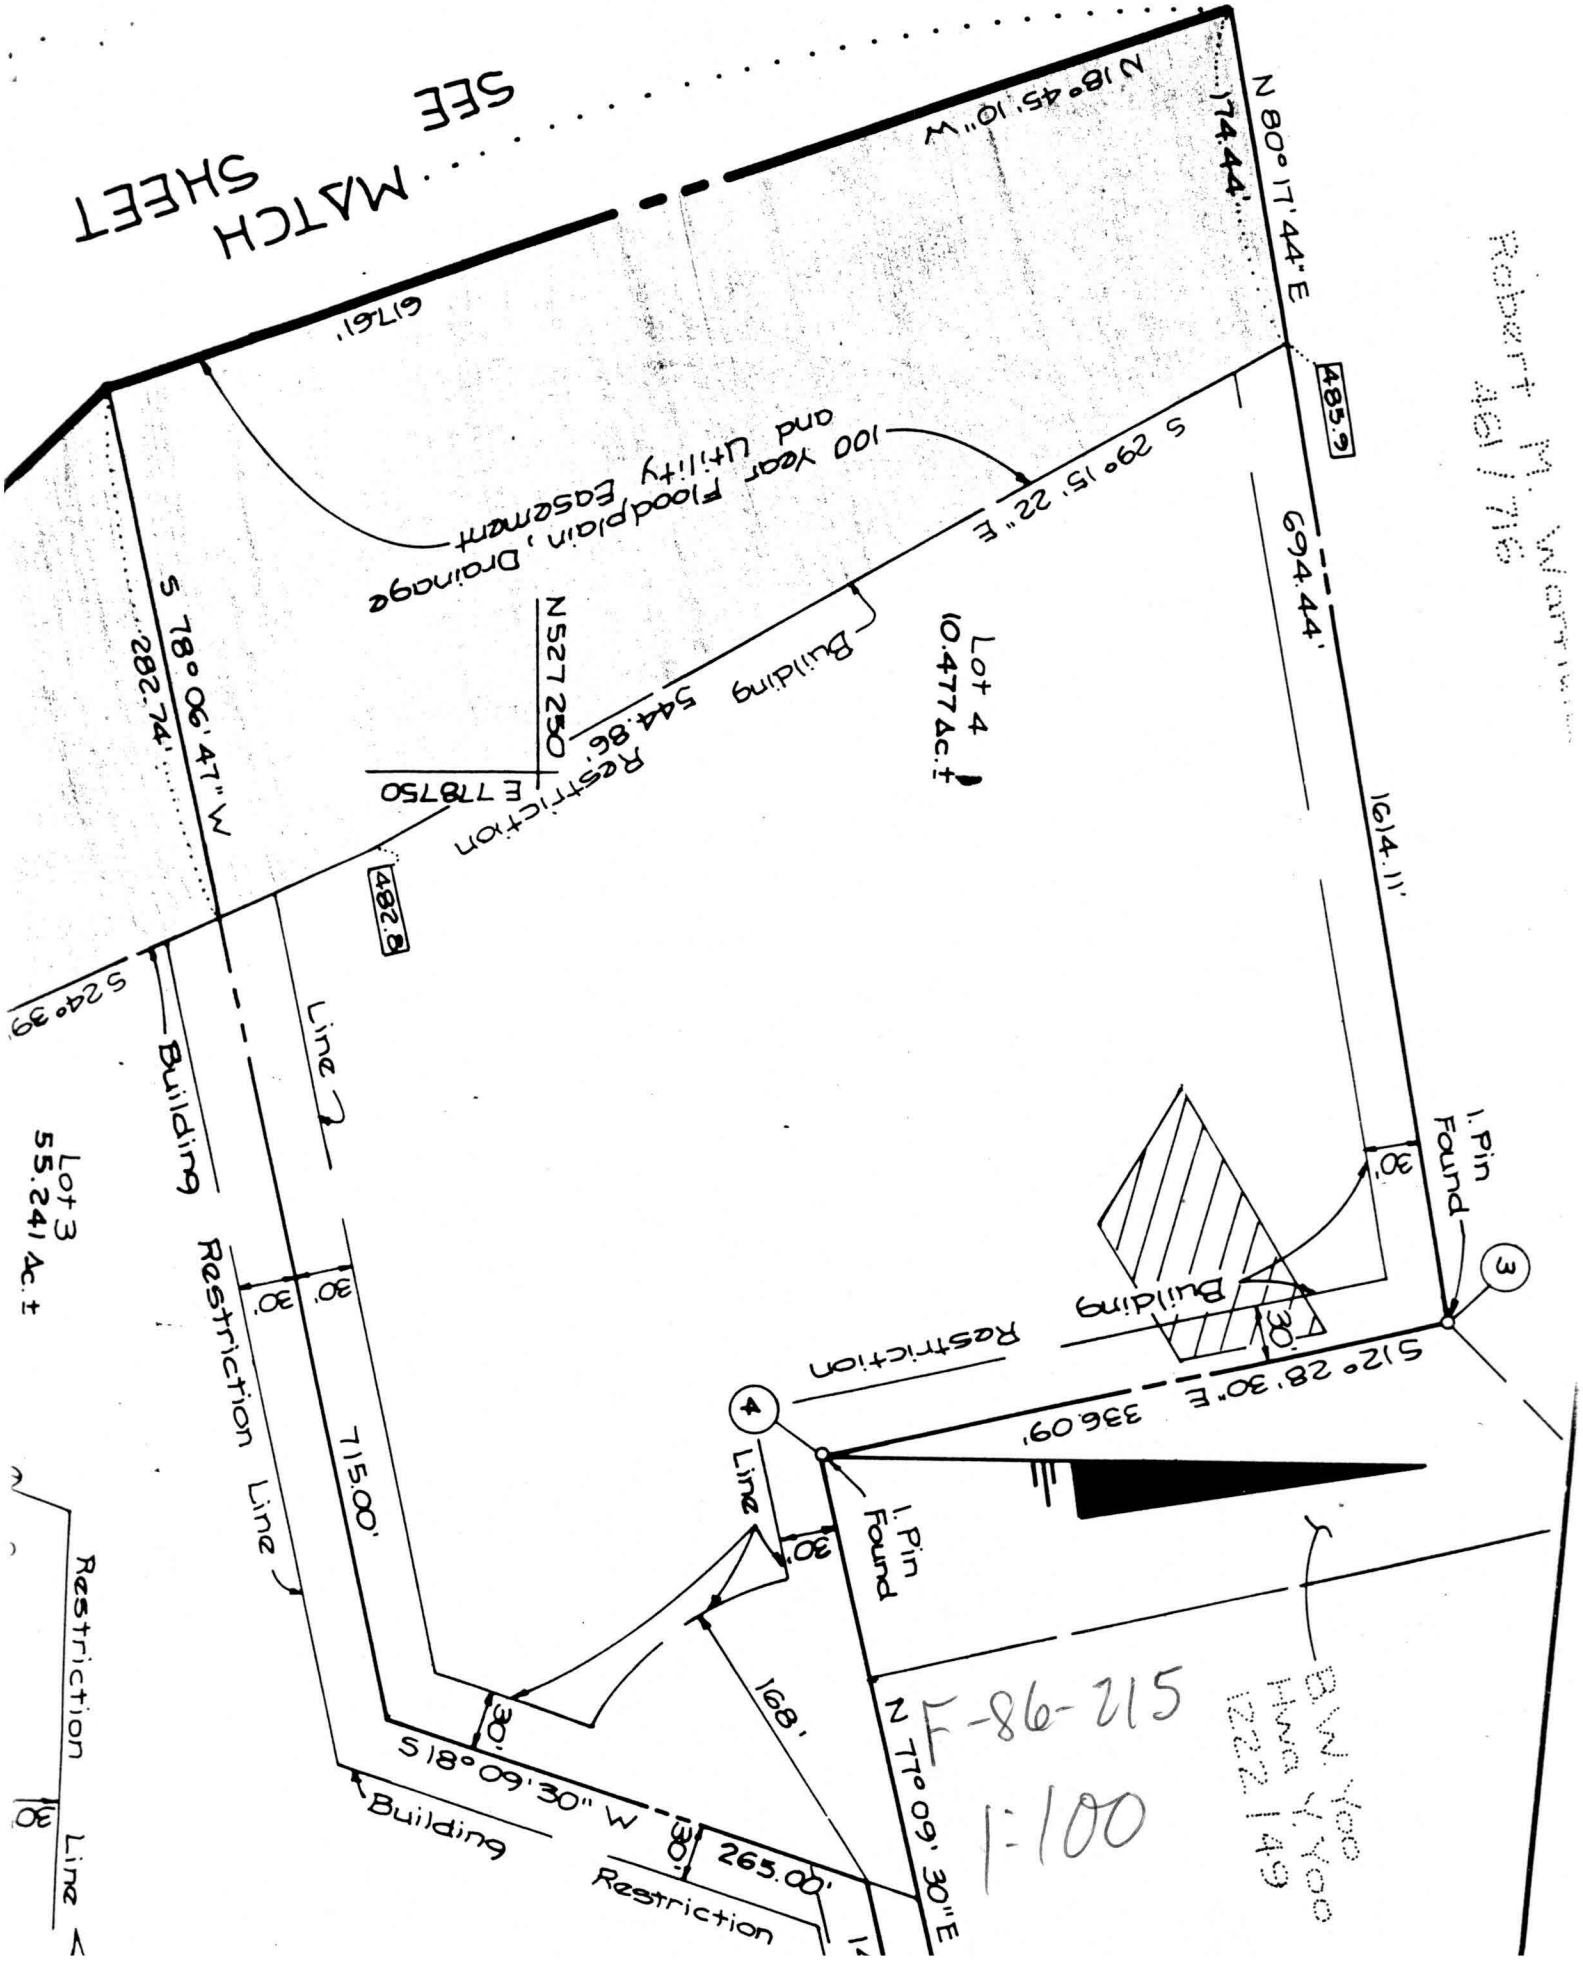 SEE
MATCH
SHEET
N 18° 45' 10" W
617.61'
N 80° 17' 44" E
174.44'
485.9
694.44'
1614.11'
Robert M.
461 / 716
100 Year Floodplain, Drainage
and Utility Easement
S 29° 15' 22" E
544.86'
Building
Restriction
N 527 250
E 778750
482.8
Lot 4
10.477 Ac.±
S 78° 06' 47" W
282.74'
S 24° 39'
Building
Restriction Line
Line
30'
30'
715.00'
Lot 3
55.241 Ac.±
I. Pin
Found
3
30'
Building
Restriction
30'
S 12° 28' 30" E
336.09'
4
Line
30'
I. Pin
Found
168'
N 77° 09' 30" E
30'
S 18° 09' 30" W
265.00'
30'
Building
Restriction
Restriction Line
30
F-86-215
1:100
B W Yoo
Hwa Y. Yoo
1222 / 49